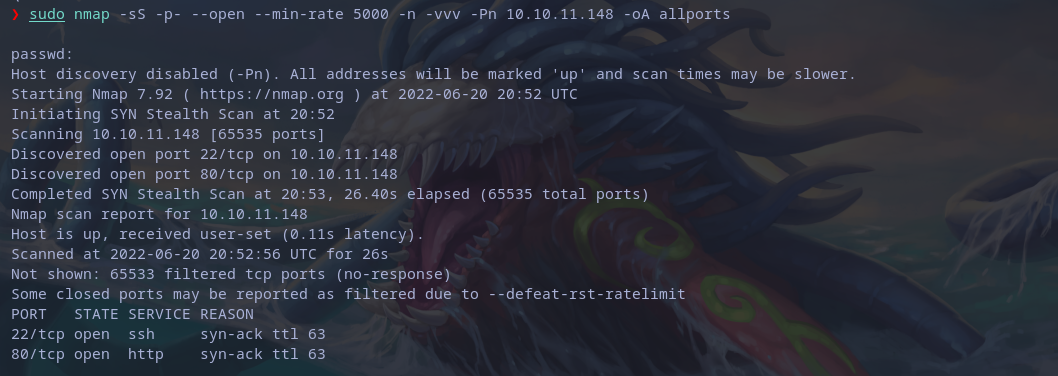 ❯ sudo nmap -sS -p- --open --min-rate 5000 -n -vvv -Pn 10.10.11.148 -oA allports
passwd:
Host discovery disabled (-Pn). All addresses will be marked 'up' and scan times may be slower.
Starting Nmap 7.92 ( https://nmap.org ) at 2022-06-20 20:52 UTC
Initiating SYN Stealth Scan at 20:52
Scanning 10.10.11.148 [65535 ports]
Discovered open port 22/tcp on 10.10.11.148
Discovered open port 80/tcp on 10.10.11.148
Completed SYN Stealth Scan at 20:53, 26.40s elapsed (65535 total ports)
Nmap scan report for 10.10.11.148
Host is up, received user-set (0.11s latency).
Scanned at 2022-06-20 20:52:56 UTC for 26s
Not shown: 65533 filtered tcp ports (no-response)
Some closed ports may be reported as filtered due to --defeat-rst-ratelimit
PORT   STATE SERVICE REASON
22/tcp open  ssh     syn-ack ttl 63
80/tcp open  http    syn-ack ttl 63